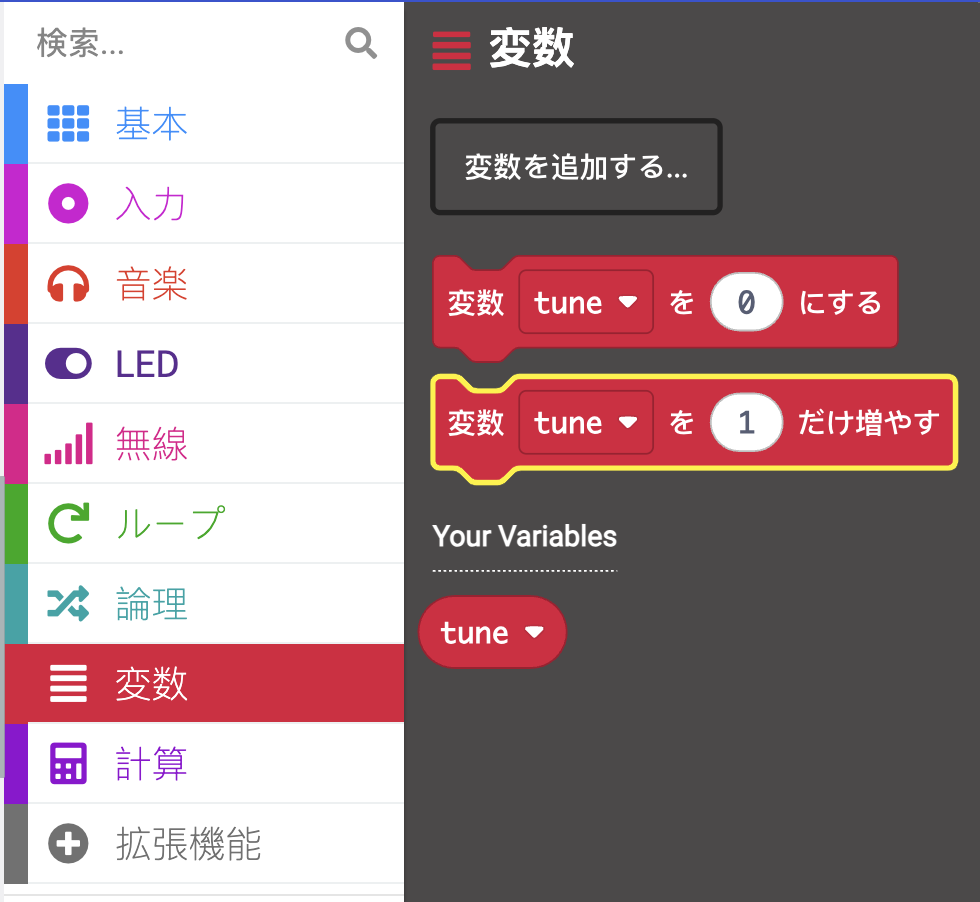 検索...
基本
入力
音楽
LED
無線
ループ
論理
変数
計算
拡張機能
変数
変数を追加する...
変数 tune を 0 にする
変数 tune を 1 だけ増やす
Your Variables
tune